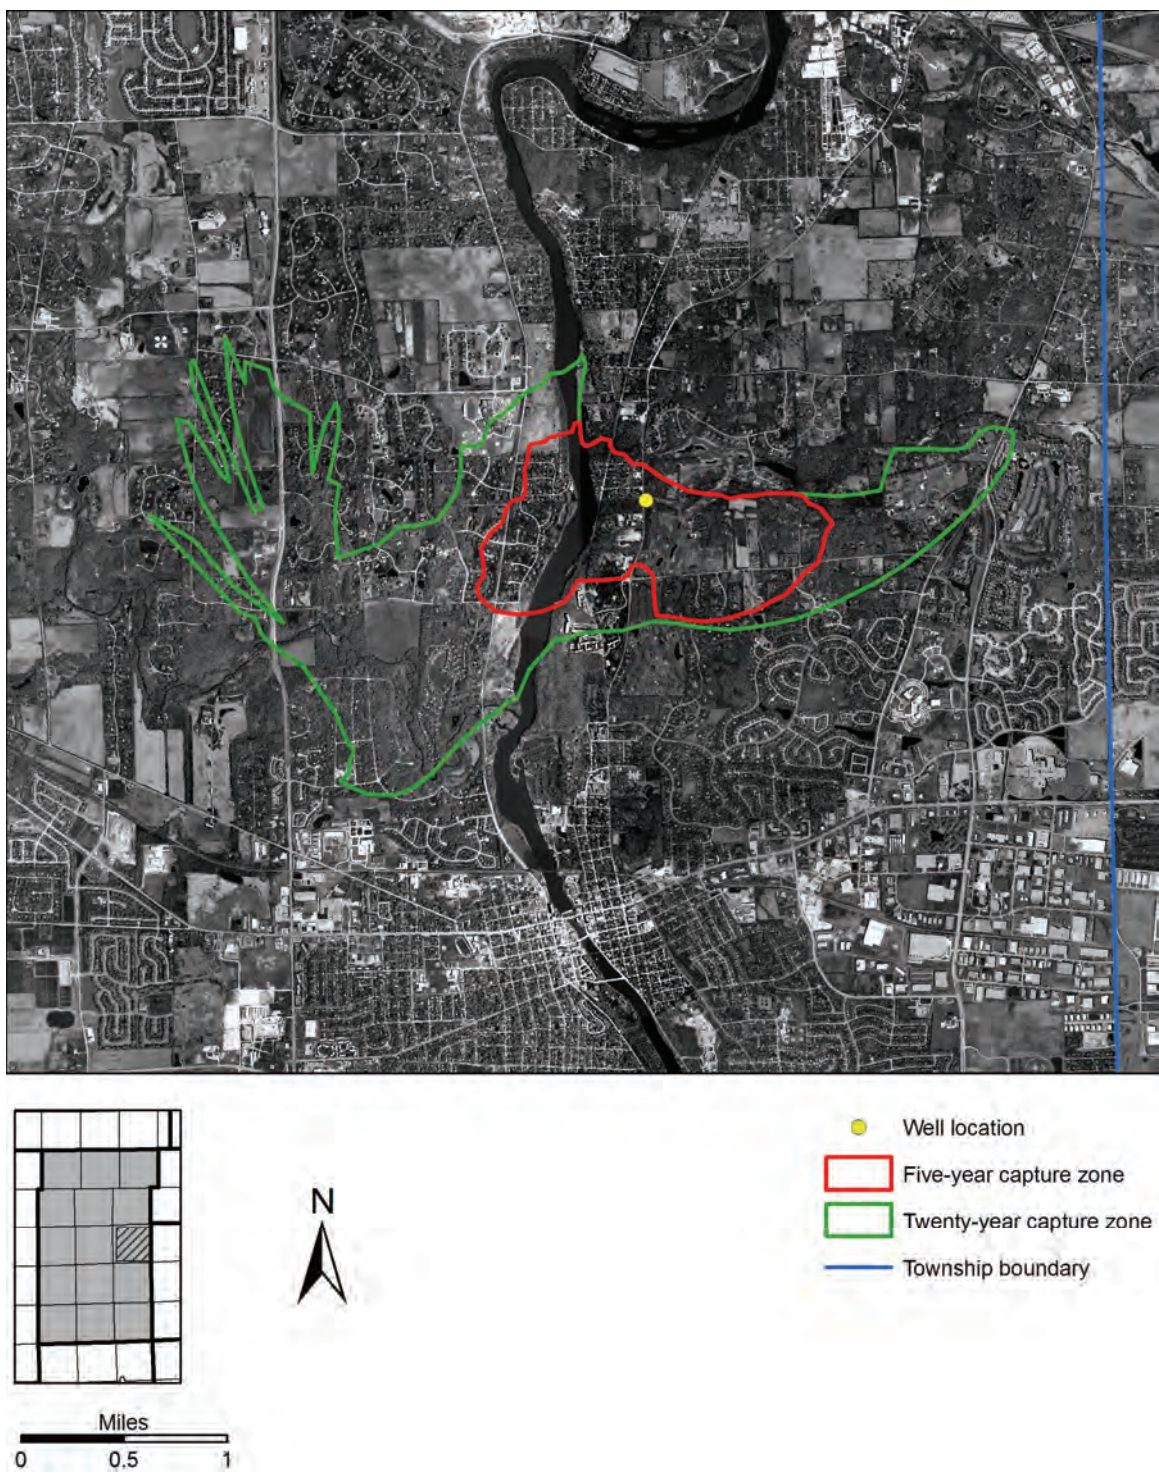 N
Well location
Five-year capture zone
Twenty-year capture zone
Township boundary
Miles
0 0.5 1